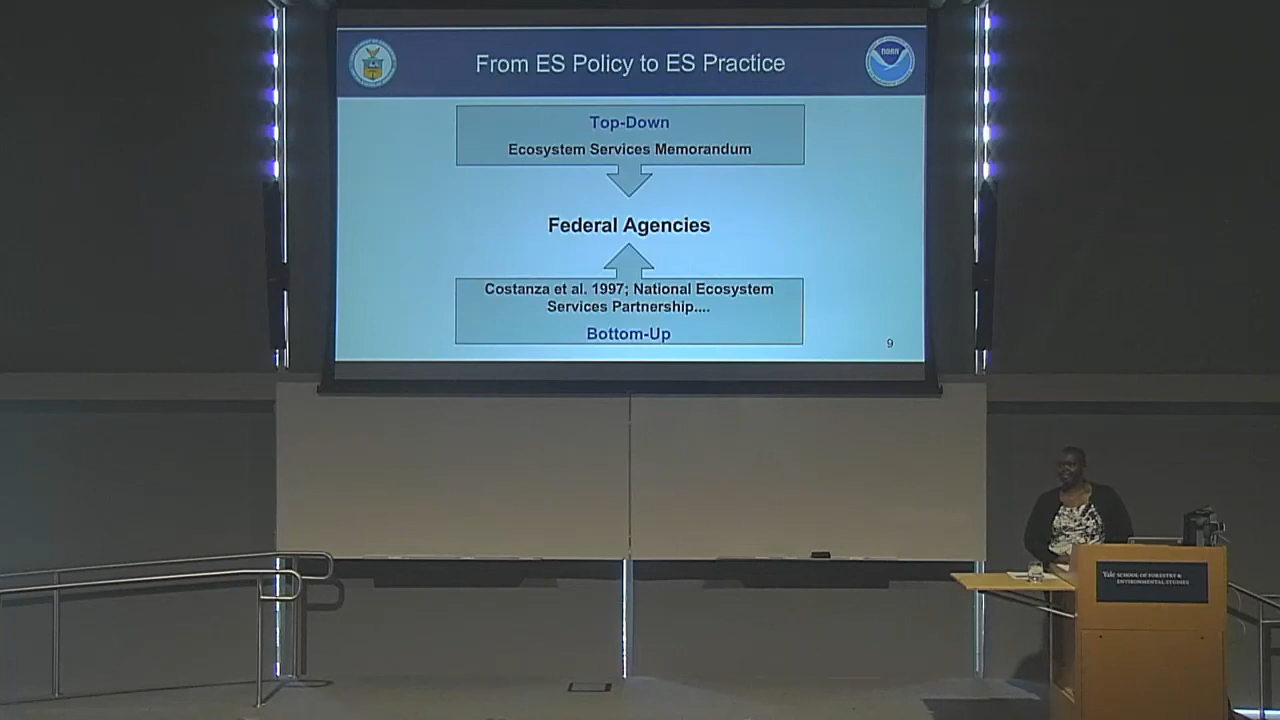 From ES Policy to ES Practice
NOAA
Top-Down
Ecosystem Services Memorandum
Federal Agencies
Costanza et al. 1997; National Ecosystem
Services Partnership....
Bottom-Up
9
Yale SCHOOL OF FORESTRY &
ENVIRONMENTAL STUDIES